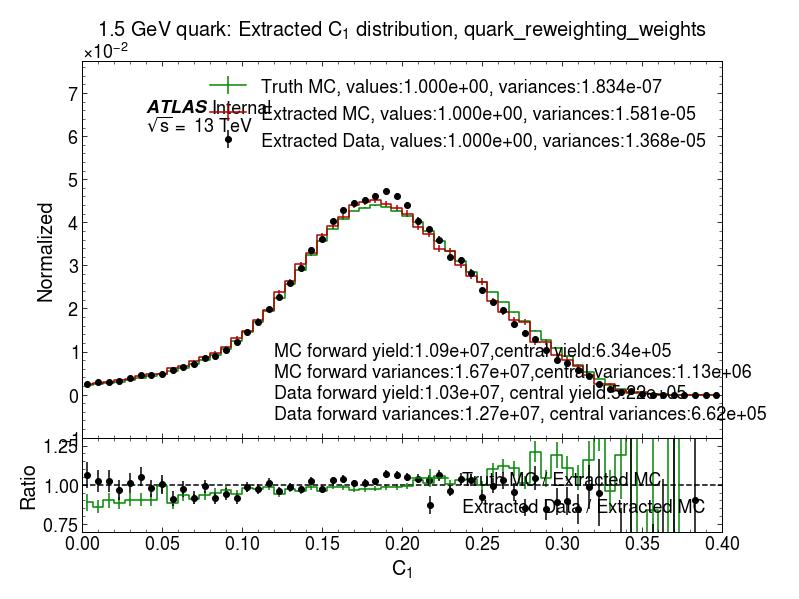 1.5 GeV quark: Extracted C₁ distribution, quark_reweighting_weights
×10⁻²
Truth MC, values:1.000e+00, variances:1.834e-07
ATLAS Internal
Extracted MC, values:1.000e+00, variances:1.581e-05
√s = 13 TeV
Extracted Data, values:1.000e+00, variances:1.368e-05
7
6
5
4
3
2
1
0
-1
Normalized
MC forward yield:1.09e+07,central yield:6.34e+05
MC forward variances:1.67e+07,central variances:1.13e+06
Data forward yield:1.03e+07, central yield:5.22e+05
Data forward variances:1.27e+07, central variances:6.62e+05
1.25
1.00
0.75
Ratio
Truth MC / Extracted MC
Extracted Data / Extracted MC
0.00 0.05 0.10 0.15 0.20 0.25 0.30 0.35 0.40
C₁